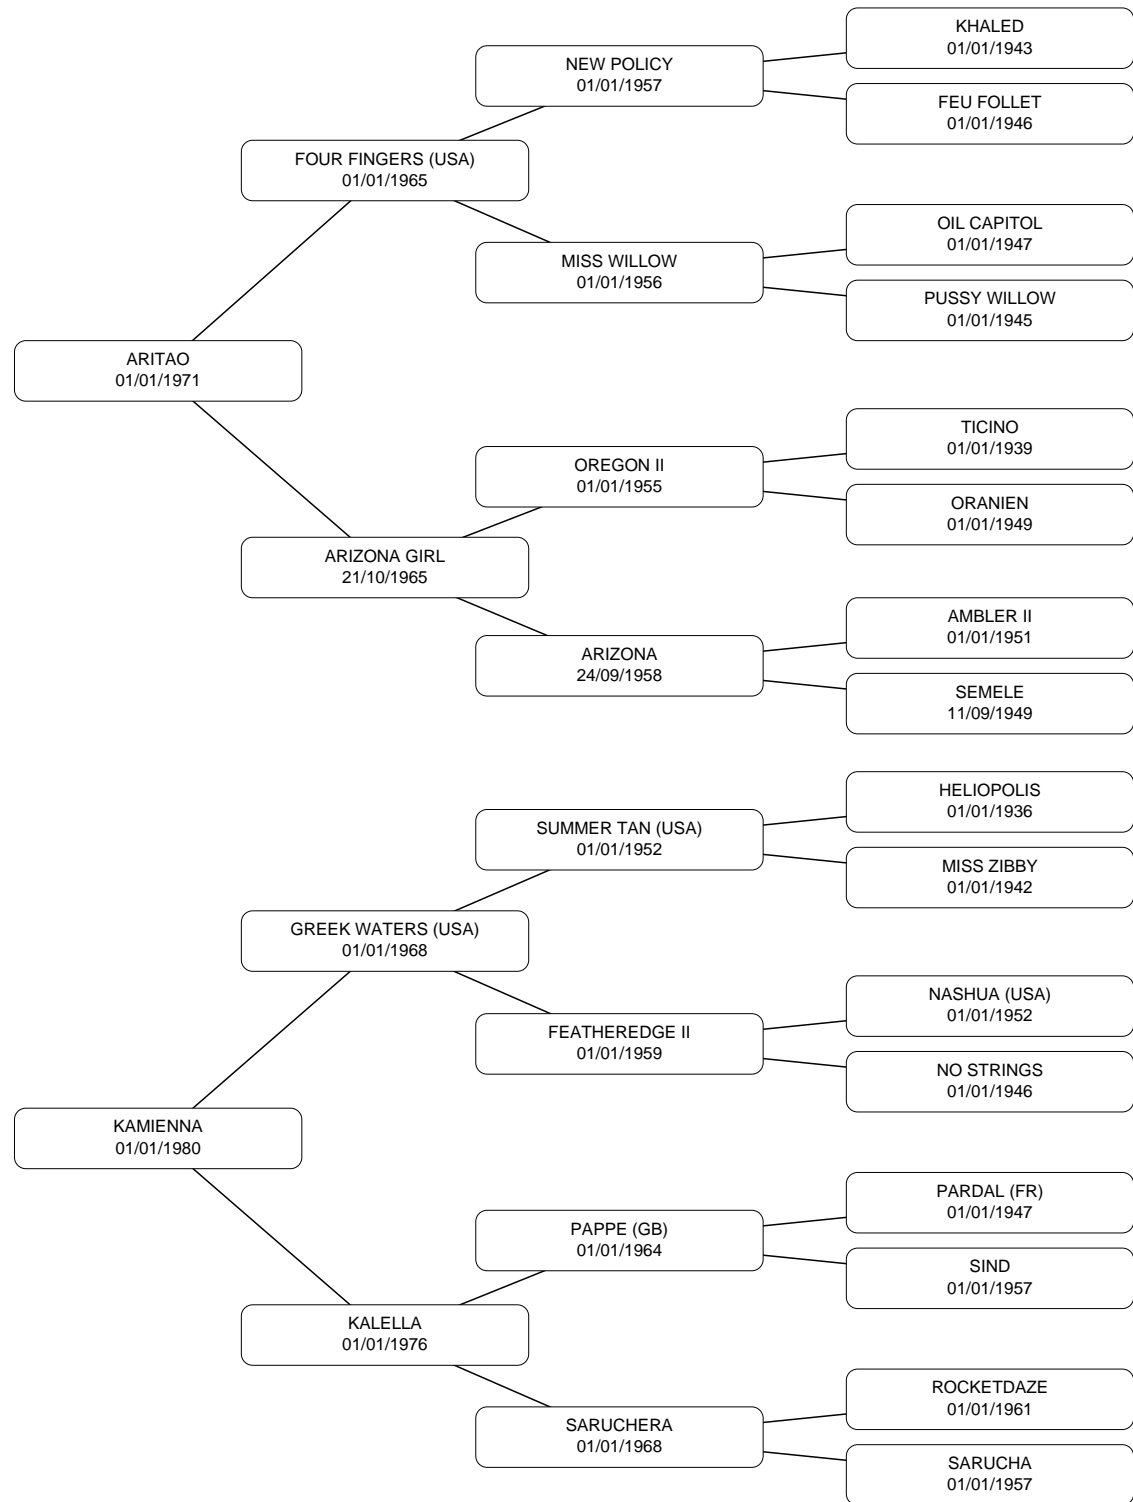 KHALED
01/01/1943
NEW POLICY
01/01/1957
FEU FOLLET
01/01/1946
FOUR FINGERS (USA)
01/01/1965
OIL CAPITOL
01/01/1947
MISS WILLOW
01/01/1956
PUSSY WILLOW
01/01/1945
ARITAO
01/01/1971
TICINO
01/01/1939
OREGON II
01/01/1955
ORANIEN
01/01/1949
ARIZONA GIRL
21/10/1965
AMBLER II
01/01/1951
ARIZONA
24/09/1958
SEMELE
11/09/1949
HELIOPOLIS
01/01/1936
SUMMER TAN (USA)
01/01/1952
MISS ZIBBY
01/01/1942
GREEK WATERS (USA)
01/01/1968
NASHUA (USA)
01/01/1952
FEATHEREDGE II
01/01/1959
NO STRINGS
01/01/1946
KAMIENNA
01/01/1980
PARDAL (FR)
01/01/1947
PAPPE (GB)
01/01/1964
SIND
01/01/1957
KALELLA
01/01/1976
ROCKETDAZE
01/01/1961
SARUCHERA
01/01/1968
SARUCHA
01/01/1957